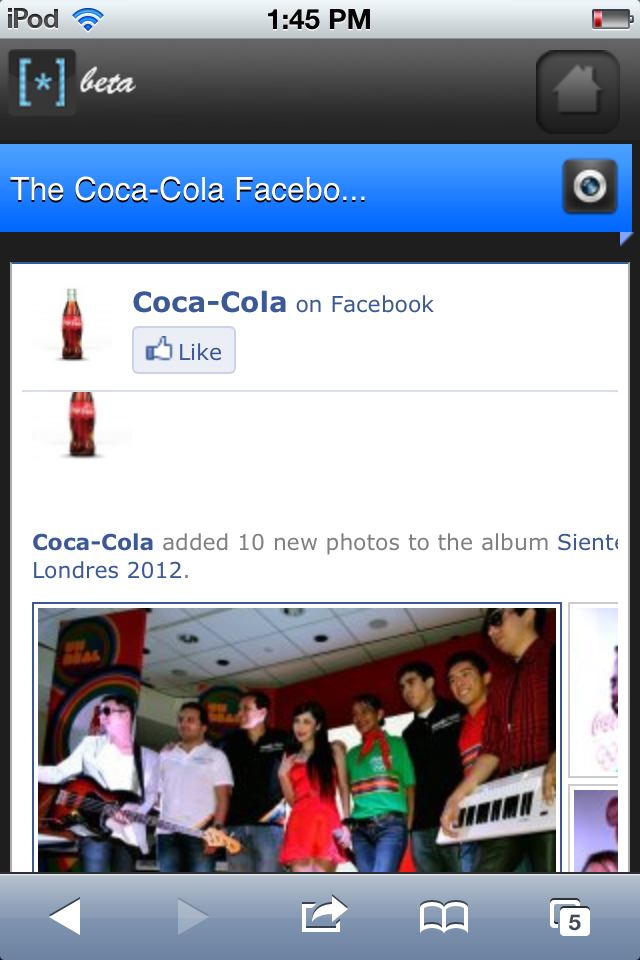 iPod 1:45 PM
[*] beta
The Coca-Cola Facebo...
Coca-Cola on Facebook
Like
Coca-Cola added 10 new photos to the album Siente
Londres 2012.
5